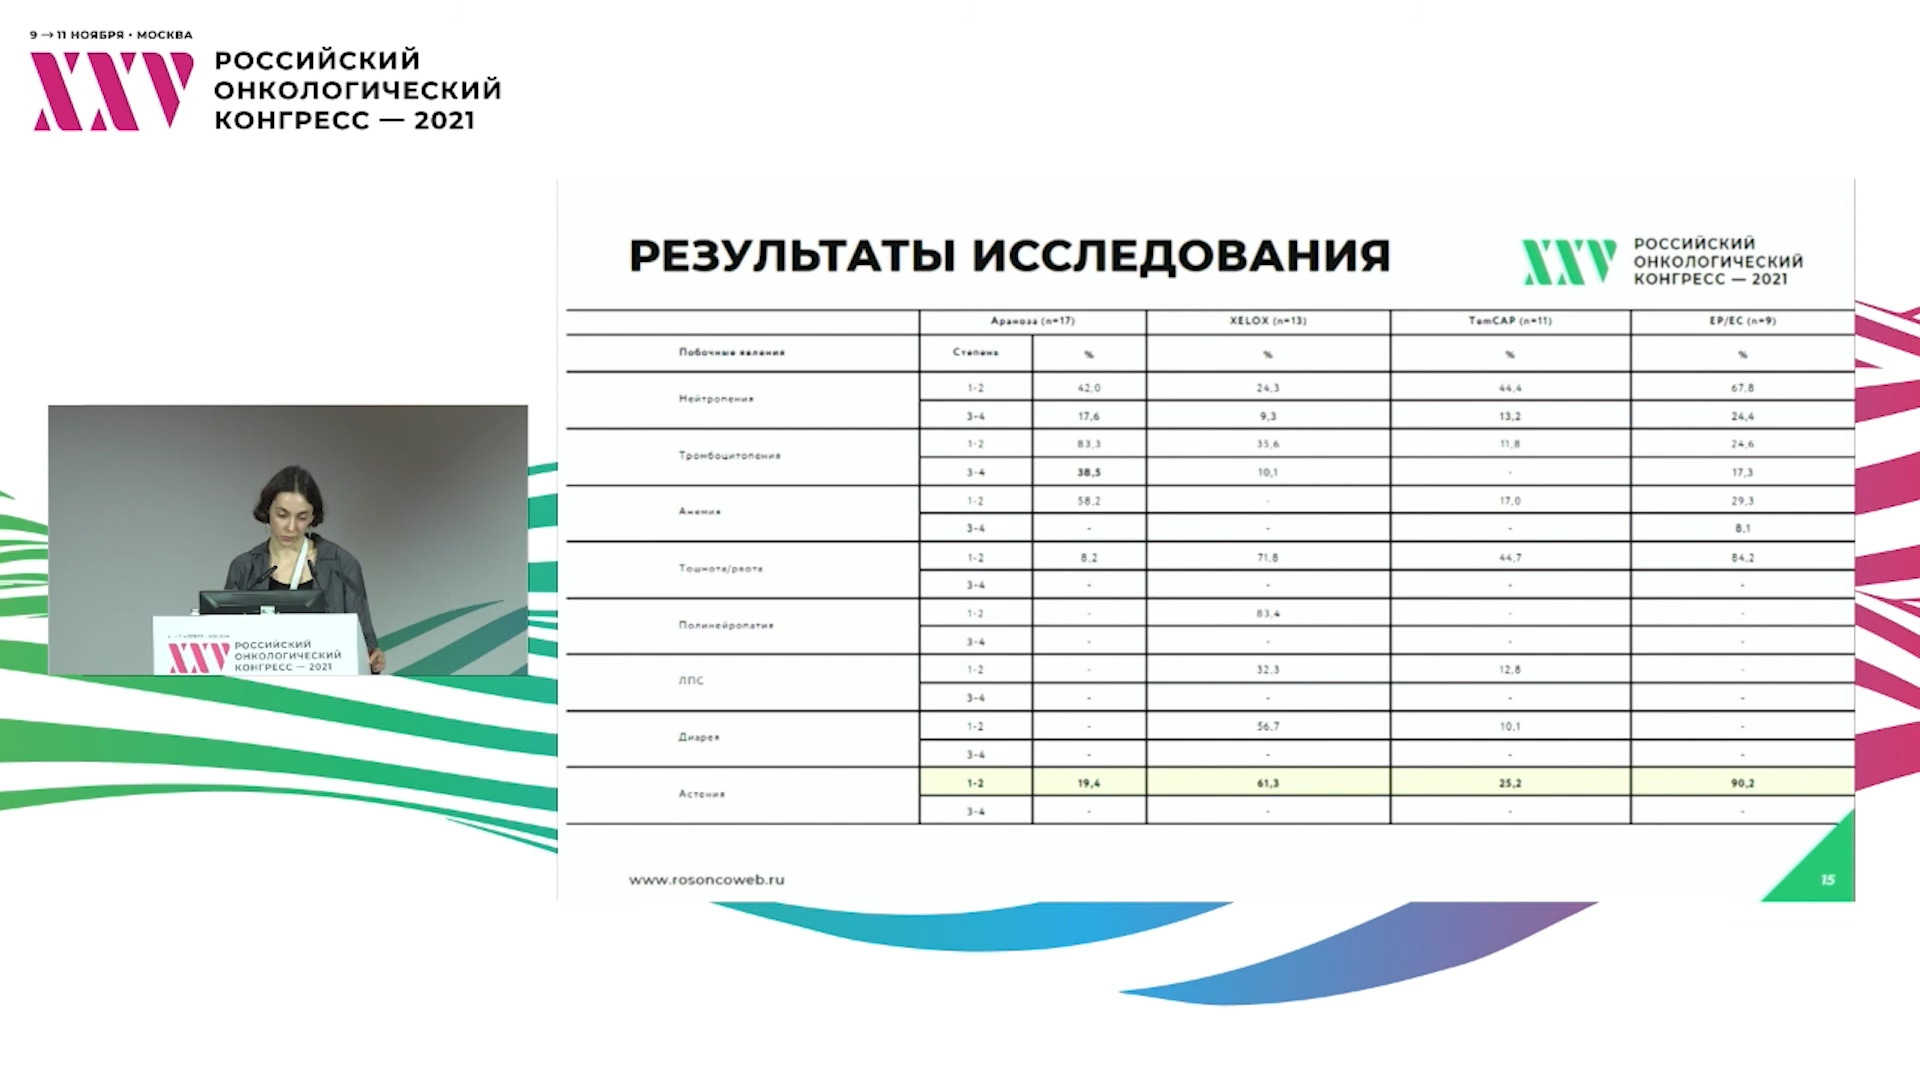 9 → 11 НОЯБРЯ • МОСКВА
XXV
РОССИЙСКИЙ
ОНКОЛОГИЧЕСКИЙ
КОНГРЕСС — 2021
РЕЗУЛЬТАТЫ ИССЛЕДОВАНИЯ
XXV
РОССИЙСКИЙ
ОНКОЛОГИЧЕСКИЙ
КОНГРЕСС — 2021
Араноза (n=17) XELOX (n=13) TemCAP (n=11) EP/EC (n=9)
Побочные явления Степень % % % %
Нейтропения
1-2 42,0 24,3 44,4 67,8
3-4 17,6 9,3 13,2 24,4
Тромбоцитопения
1-2 83,3 35,6 11,8 24,6
3-4 38,5 10,1 - 17,3
Анемия
1-2 58,2 - 17,0 29,3
3-4 - - - 8,1
Тошнота/рвота
1-2 8,2 71,8 44,7 84,2
3-4 - - - -
Полинейропатия
1-2 - 83,4 - -
3-4 - - - -
ЛПС
1-2 - 32,3 12,8 -
3-4 - - - -
Диарея
1-2 - 56,7 10,1 -
3-4 - - - -
Астения
1-2 19,4 61,3 25,2 90,2
3-4 - - - -
www.rosoncoweb.ru
15
XXV
РОССИЙСКИЙ
ОНКОЛОГИЧЕСКИЙ
КОНГРЕСС — 2021